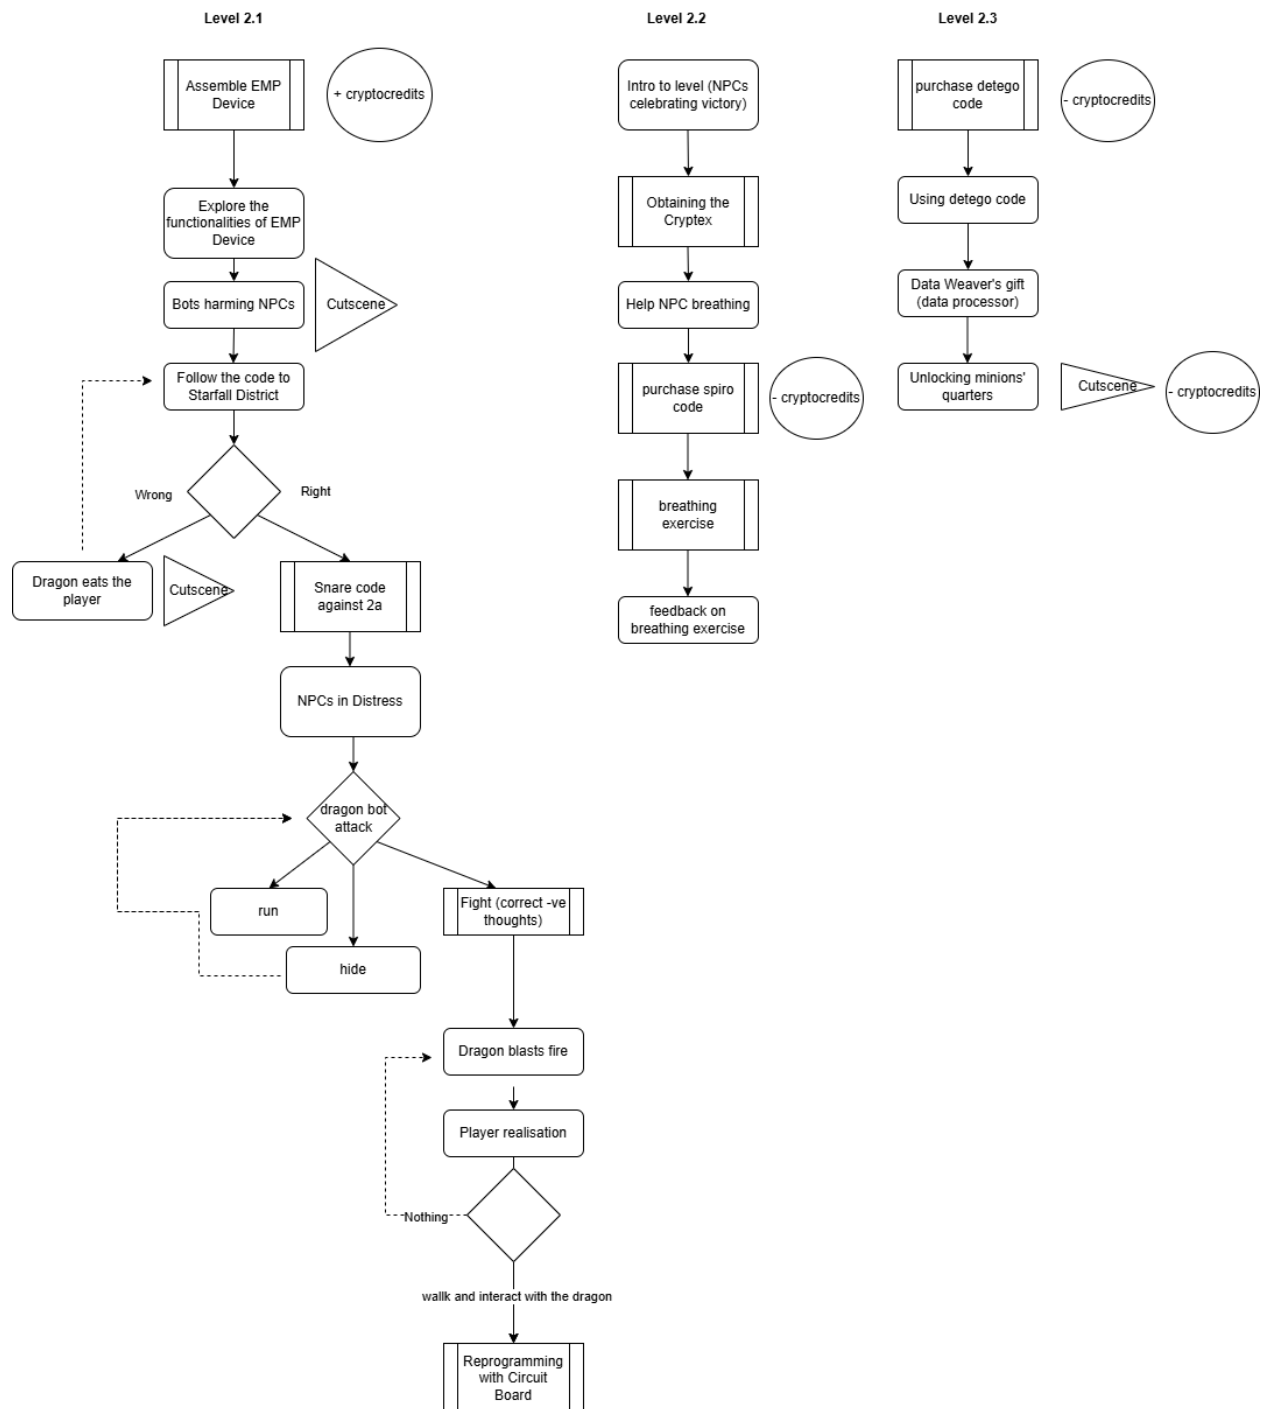 Level 2.1
Assemble EMP
Device
+ cryptocredits
Explore the
functionalities of EMP
Device
Bots harming NPCs
Cutscene
Follow the code to
Starfall District
Wrong
Right
Dragon eats the
player
Cutscene
Snare code
against 2a
NPCs in Distress
dragon bot
attack
run
hide
Fight (correct -ve
thoughts)
Dragon blasts fire
Player realisation
Nothing
wallk and interact with the dragon
Reprogramming
with Circuit
Board
Level 2.2
Intro to level (NPCs
celebrating victory)
Obtaining the
Cryptex
Help NPC breathing
purchase spiro
code
- cryptocredits
breathing
exercise
feedback on
breathing exercise
Level 2.3
purchase detego
code
- cryptocredits
Using detego code
Data Weaver's gift
(data processor)
Unlocking minions'
quarters
Cutscene
- cryptocredits